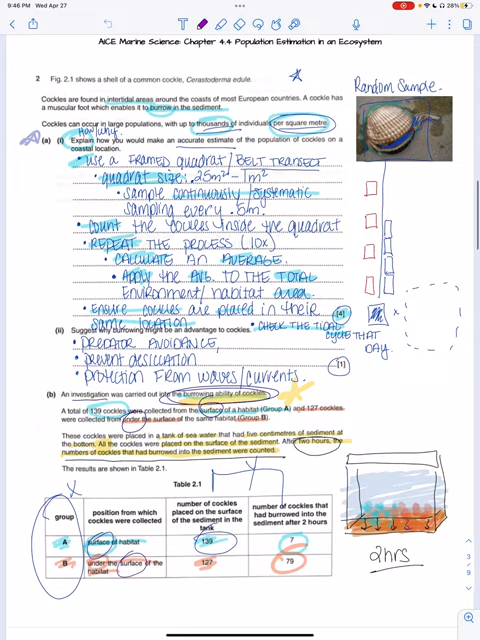 9:46 PM Wed Apr 27
28%
AICE Marine Science: Chapter 4.4 Population Estimation in an Ecosystem
2 Fig. 2.1 shows a shell of a common cockle, Cerastoderma edule.
Random Sample.
Cockles are found in intertidal areas around the coasts of most European countries. A cockle has
a muscular foot which enables it to burrow in the sediment.
Cockles can occur in large populations, with up to thousands of individuals per square metre.
How/why
(a) (i) Explain how you would make an accurate estimate of the population of cockles on a
coastal location.
• Use a FRAMED quadrat/BELT TRANSECT
• quadrat size: .25m² - 1m²
• Sample continuously/systematic
Sampling every .5m
• Count the cockles inside the quadrat
• REPEAT THE PROCESS (10x)
• CALCULATE AN AVERAGE.
• Apply the AVG. TO THE TOTAL
Environment/habitat area.
• Ensure cockles are placed in their
same location
[4]
• CHECK THE TIDAL
CYCLE THAT
DAY.
x
(ii) Suggest why burrowing might be an advantage to cockles.
• PREDATOR AVOIDANCE,
• prevent desiccation
• Protection from waves/currents.
[1]
(b) An investigation was carried out into the burrowing ability of cockles.
A total of 139 cockles were collected from the surface of a habitat (Group A) and 127 cockles
were collected from under the surface of the same habitat (Group B).
These cockles were placed in a tank of sea water that had five centimetres of sediment at
the bottom. All the cockles were placed on the surface of the sediment. After two hours, the
numbers of cockles that had burrowed into the sediment were counted.
The results are shown in Table 2.1.
Table 2.1
group
position from which cockles were collected
number of cockles placed on the surface of the sediment in the tank
number of cockles that had burrowed into the sediment after 2 hours
A surface of habitat 139 7
B under the surface of the habitat 127 79
X
Y
2hrs
3
9